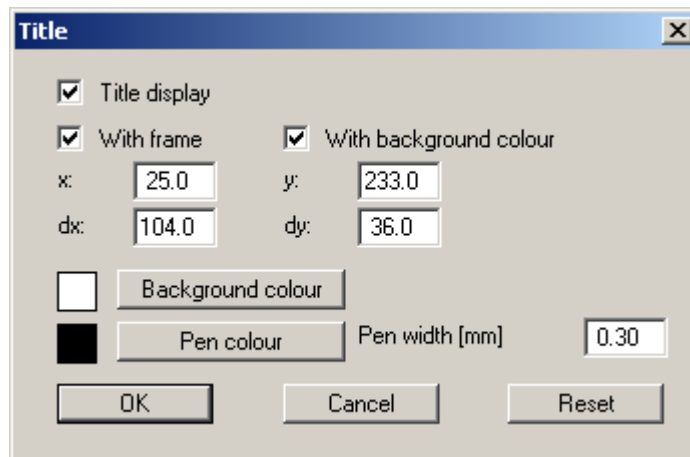 Title
Title display
With frame With background colour
x: 25.0 y: 233.0
dx: 104.0 dy: 36.0
Background colour
Pen colour Pen width [mm] 0.30
OK Cancel Reset